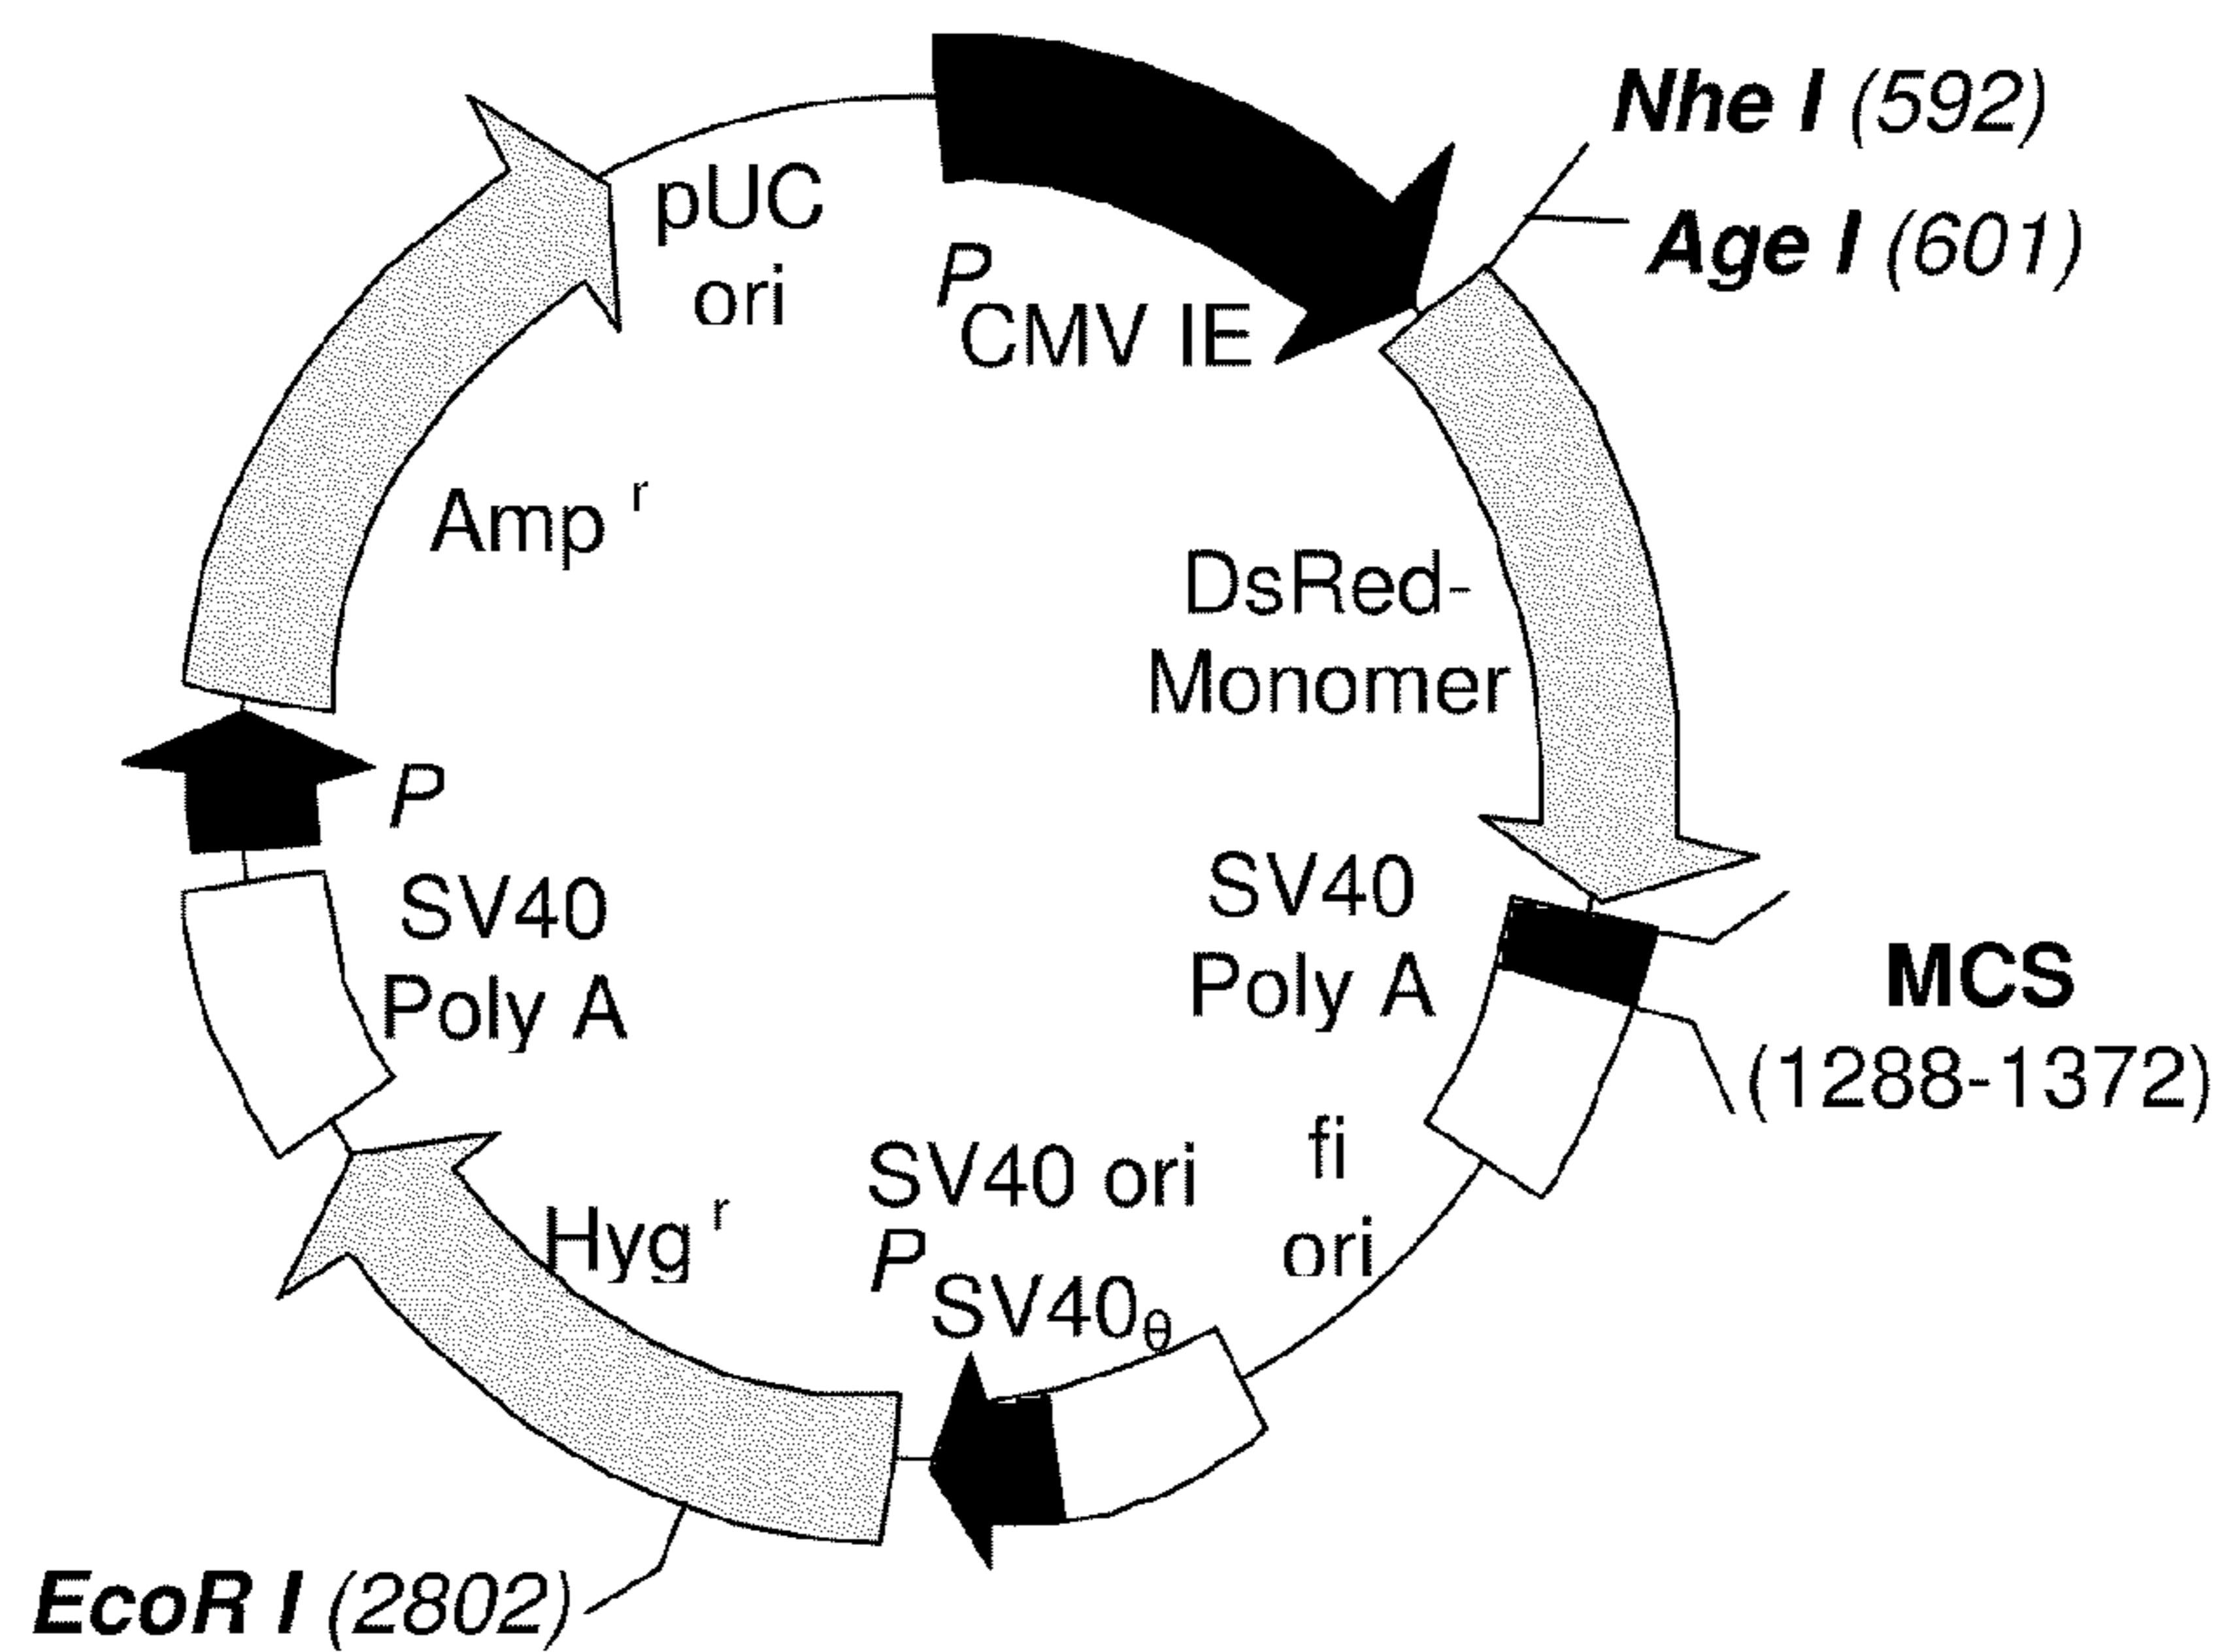 Nhe I (592)
Age I (601)
pUC
ori
P
CMV IE
Amp r
DsRed-
Monomer
P
SV40
Poly A
SV40
Poly A
MCS
(1288-1372)
fi
ori
SV40 ori
P
SV40θ
Hyg r
EcoR I (2802)